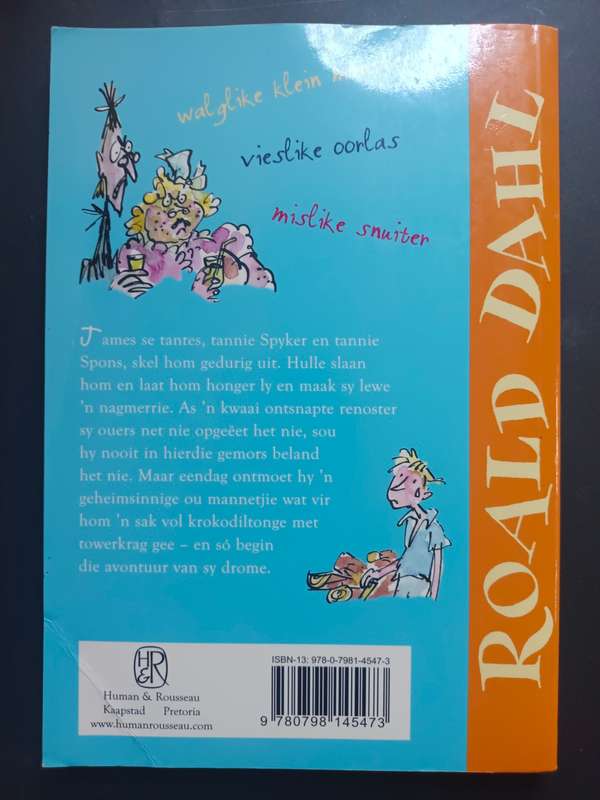 walglike klein
vieslike oorlas
mislike snuiter
James se tantes, tannie Spyker en tannie
Spons, skel hom gedurig uit. Hulle slaan
hom en laat hom honger ly en maak sy lewe
'n nagmerrie. As 'n kwaai ontsnapte renoster
sy ouers net nie opgeëet het nie, sou
hy nooit in hierdie gemors beland
het nie. Maar eendag ontmoet hy 'n
geheimsinnige ou mannetjie wat vir
hom 'n sak vol krokodiltonge met
towerkrag gee – en só begin
die avontuur van sy drome.
H
&R
Human & Rousseau
Kaapstad Pretoria
www.humanrousseau.com
ISBN-13: 978-0-7981-4547-3
9 780798 145473
ROALD DAHL